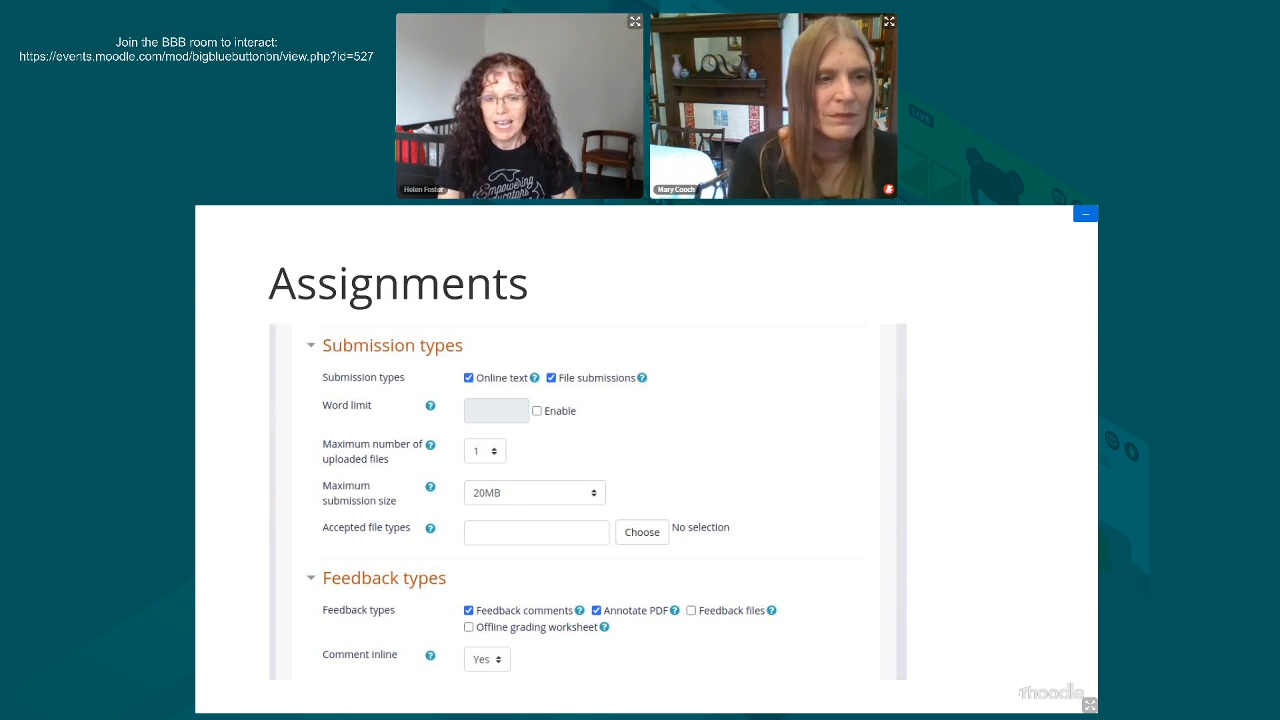 Join the BBB room to interact:
https://events.moodle.com/mod/bigbluebuttonbn/view.php?id=527
Helen Foster
Mary Cooch
LIVE
Empowering
educators
Assignments
Submission types
Submission types Online text File submissions
Word limit Enable
Maximum number of
uploaded files
1
Maximum
submission size
20MB
Accepted file types Choose No selection
Feedback types
Feedback types Feedback comments Annotate PDF Feedback files
Offline grading worksheet
Comment inline Yes
moodle